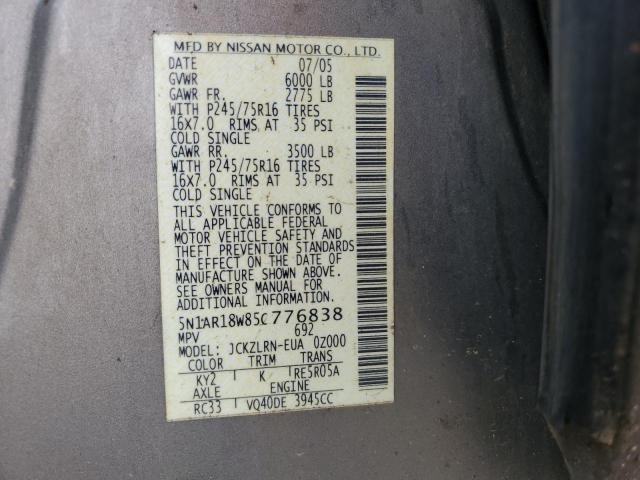 MFD BY NISSAN MOTOR CO., LTD.
DATE 07/05
GVWR 6000 LB
GAWR FR. 2775 LB
WITH P245/75R16 TIRES
16X7.0 RIMS AT 35 PSI
COLD SINGLE
GAWR RR. 3500 LB
WITH P245/75R16 TIRES
16X7.0 RIMS AT 35 PSI
COLD SINGLE
THIS VEHICLE CONFORMS TO
ALL APPLICABLE FEDERAL
MOTOR VEHICLE SAFETY AND
THEFT PREVENTION STANDARDS
IN EFFECT ON THE DATE OF
MANUFACTURE SHOWN ABOVE.
SEE OWNERS MANUAL FOR
ADDITIONAL INFORMATION.
5N1AR18W85C776838
MPV 692
MODEL: JCKZLRN-EUA 0Z000
COLOR TRIM TRANS
KY2 K RE5R05A
AXLE ENGINE
RC33 VQ40DE 3945CC